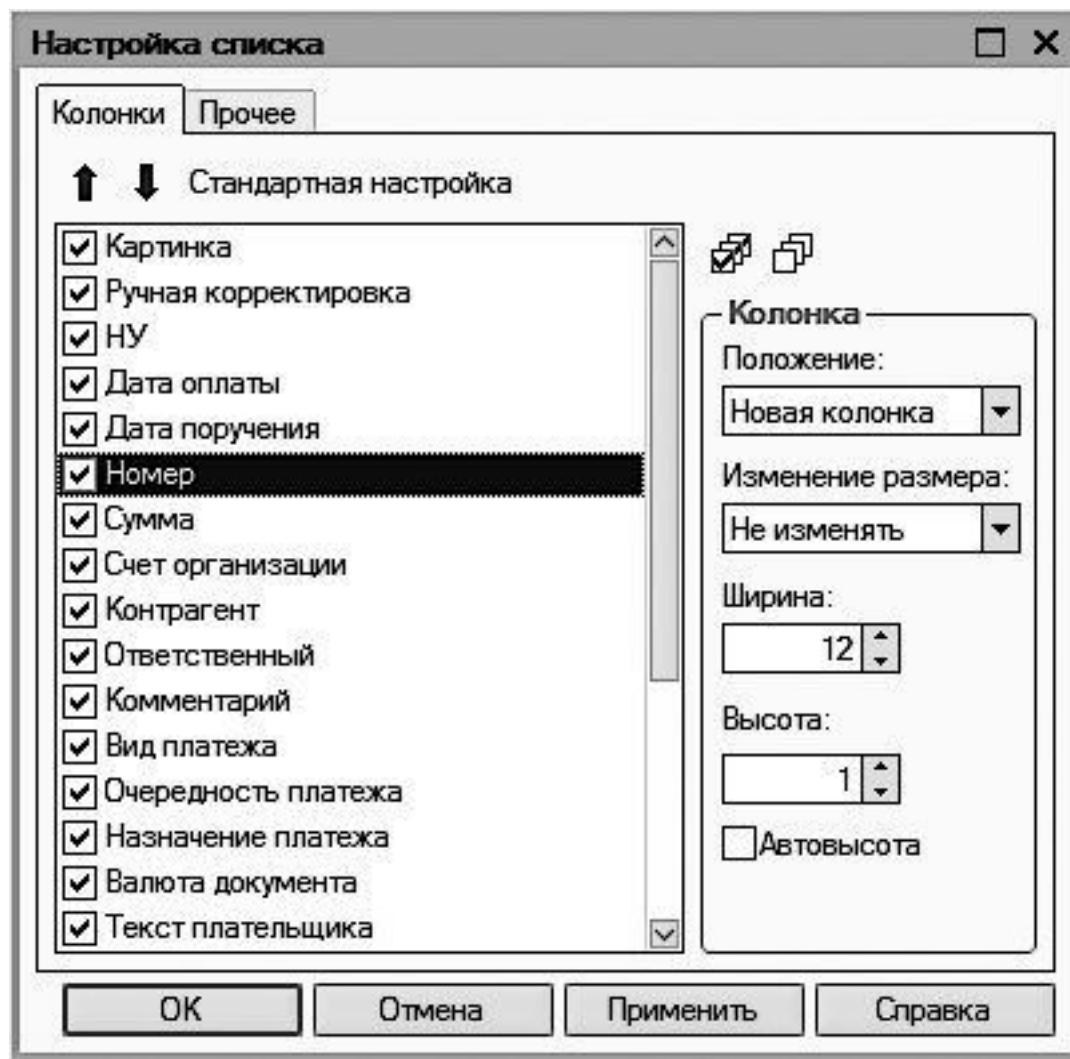 Настройка списка
Колонки
Прочее
Стандартная настройка
Картинка
Ручная корректировка
НУ
Дата оплаты
Дата поручения
Номер
Сумма
Счет организации
Контрагент
Ответственный
Комментарий
Вид платежа
Очередность платежа
Назначение платежа
Валюта документа
Текст плательщика
Колонка
Положение:
Новая колонка
Изменение размера:
Не изменять
Ширина:
12
Высота:
1
Автовысота
OK
Отмена
Применить
Справка